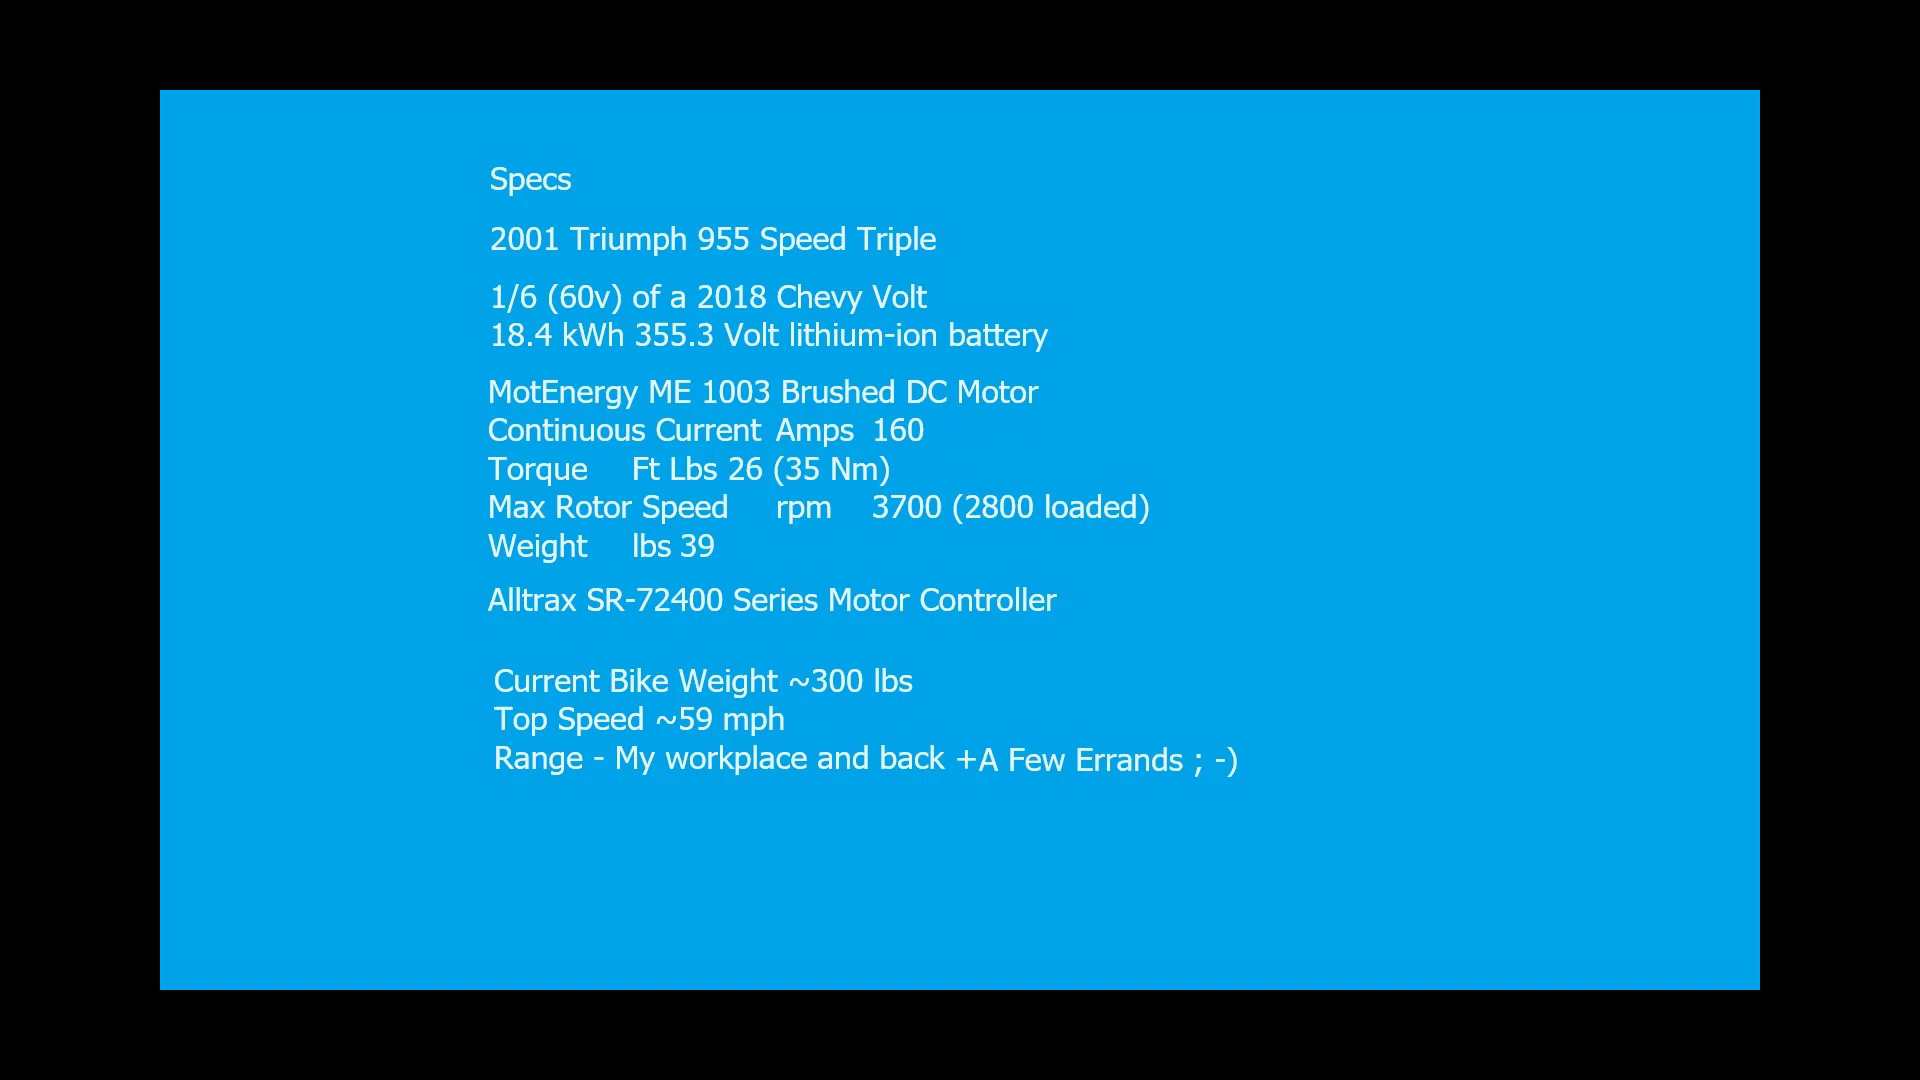 Specs
2001 Triumph 955 Speed Triple
1/6 (60v) of a 2018 Chevy Volt
18.4 kWh 355.3 Volt lithium-ion battery
MotEnergy ME 1003 Brushed DC Motor
Continuous Current Amps 160
Torque Ft Lbs 26 (35 Nm)
Max Rotor Speed rpm 3700 (2800 loaded)
Weight lbs 39
Alltrax SR-72400 Series Motor Controller
Current Bike Weight ~300 lbs
Top Speed ~59 mph
Range - My workplace and back +A Few Errands ; -)